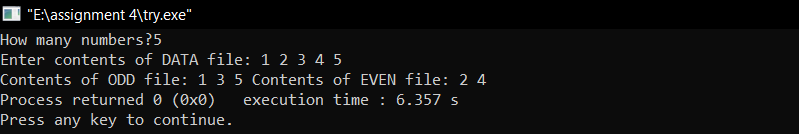 "E:\assignment 4\try.exe"
How many numbers?5
Enter contents of DATA file: 1 2 3 4 5
Contents of ODD file: 1 3 5 Contents of EVEN file: 2 4
Process returned 0 (0x0)   execution time : 6.357 s
Press any key to continue.